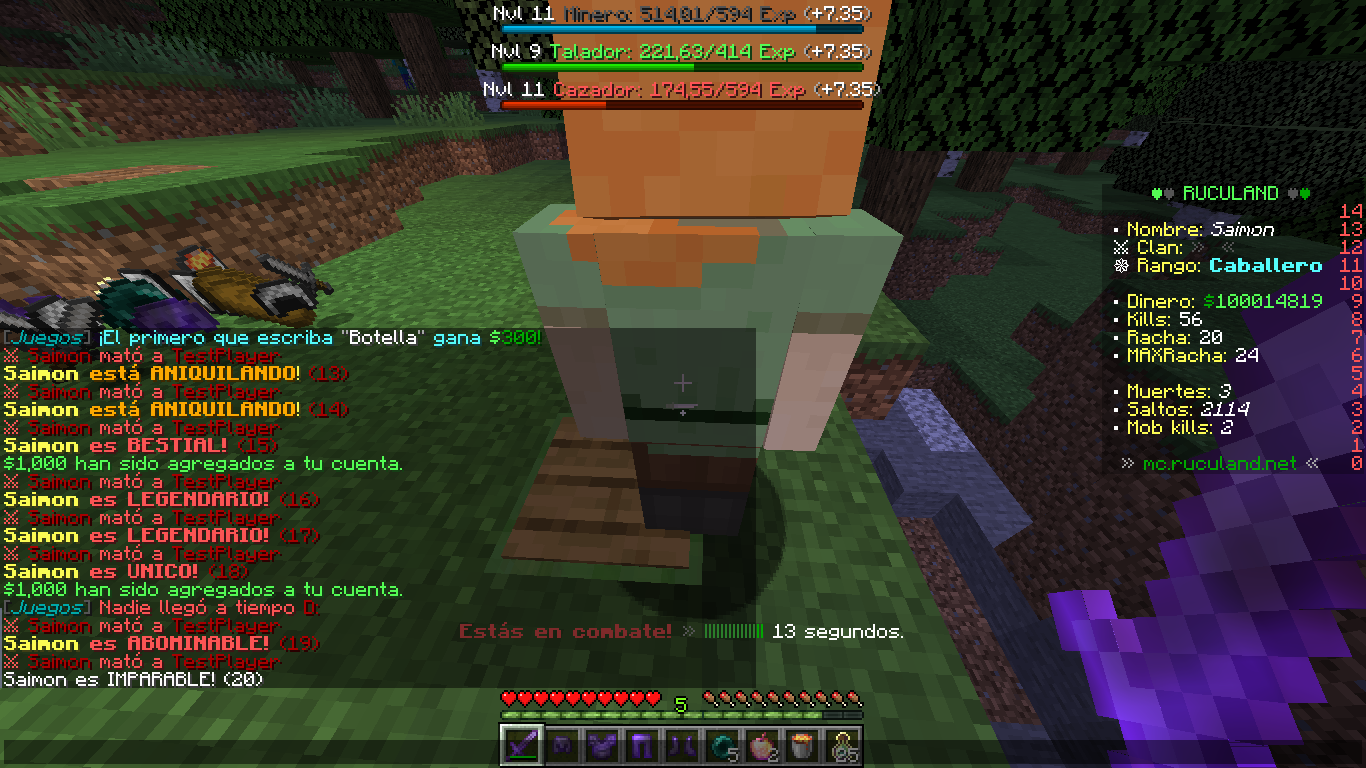 Nvl 11 Minero: 514,01/594 Exp (+7.35)
Nvl 9 Talador: 221,63/414 Exp (+7.35)
Nvl 11 Cazador: 174,55/594 Exp (+7.35)
RUCULAND
14
• Nombre: Saimon 13
Clan: » « 12
Rango: Caballero 11
10
• Dinero: $100014819 9
• Kills: 56 8
• Racha: 20 7
• MAXRacha: 24 6
5
• Muertes: 3 4
• Saltos: 2114 3
• Mob kills: 2 2
1
» mc.ruculand.net « 0
[Juegos] ¡El primero que escriba "Botella" gana $300!
Saimon mató a TestPlayer
Saimon está ANIQUILANDO! (13)
Saimon mató a TestPlayer
Saimon está ANIQUILANDO! (14)
Saimon mató a TestPlayer
Saimon es BESTIAL! (15)
$1,000 han sido agregados a tu cuenta.
Saimon mató a TestPlayer
Saimon es LEGENDARIO! (16)
Saimon mató a TestPlayer
Saimon es LEGENDARIO! (17)
Saimon mató a TestPlayer
Saimon es UNICO! (18)
$1,000 han sido agregados a tu cuenta.
[Juegos] Nadie llegó a tiempo D:
Saimon mató a TestPlayer
Saimon es ABOMINABLE! (19)
Saimon mató a TestPlayer
Saimon es IMPARABLE! (20)
Estás en combate! » |||||||||||| 13 segundos.
5
5 2 25